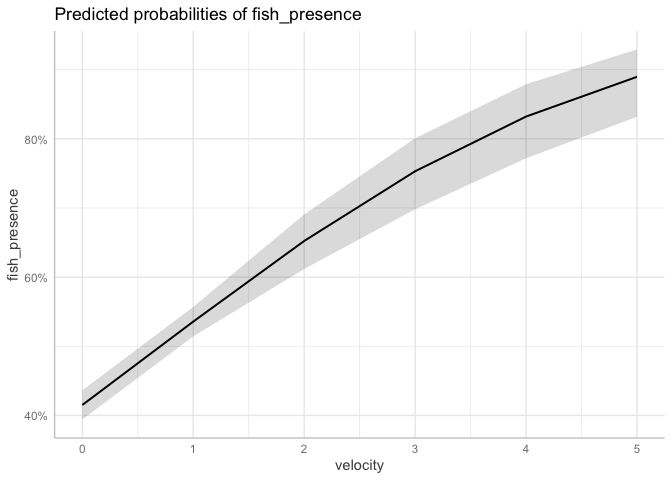 Predicted probabilities of fish_presence
fish_presence
80%
60%
40%
0 1 2 3 4 5
velocity